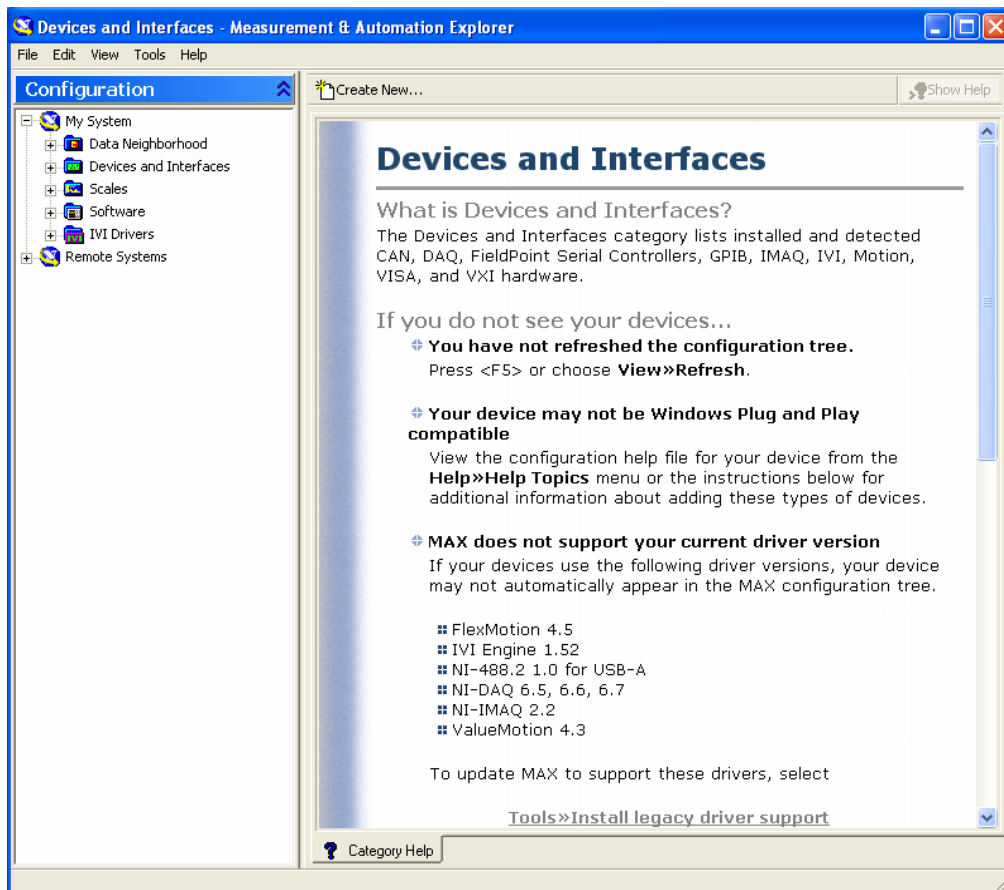 Devices and Interfaces - Measurement & Automation Explorer
File Edit View Tools Help
Configuration
My System
Data Neighborhood
Devices and Interfaces
Scales
Software
IVI Drivers
Remote Systems
Create New...
Show Help
Devices and Interfaces
What is Devices and Interfaces?
The Devices and Interfaces category lists installed and detected
CAN, DAQ, FieldPoint Serial Controllers, GPIB, IMAQ, IVI, Motion,
VISA, and VXI hardware.
If you do not see your devices...
You have not refreshed the configuration tree.
Press <F5> or choose View»Refresh.
Your device may not be Windows Plug and Play
compatible
View the configuration help file for your device from the
Help»Help Topics menu or the instructions below for
additional information about adding these types of devices.
MAX does not support your current driver version
If your devices use the following driver versions, your device
may not automatically appear in the MAX configuration tree.
FlexMotion 4.5
IVI Engine 1.52
NI-488.2 1.0 for USB-A
NI-DAQ 6.5, 6.6, 6.7
NI-IMAQ 2.2
ValueMotion 4.3
To update MAX to support these drivers, select
Tools»Install legacy driver support
Category Help